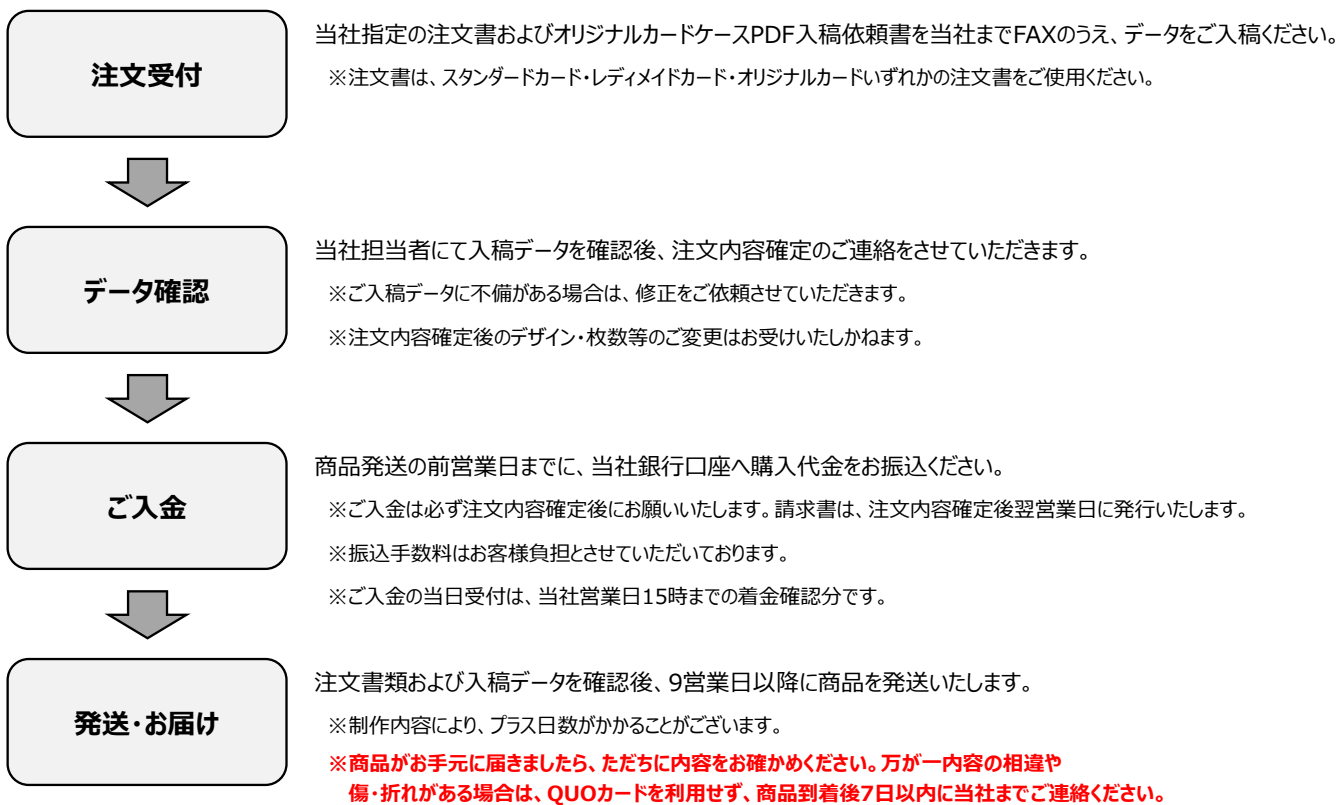 注文受付
当社指定の注文書およびオリジナルカードケースPDF入稿依頼書を当社までFAXのうえ、データをご入稿ください。
※注文書は、スタンダードカード・レディメイドカード・オリジナルカードいずれかの注文書をご使用ください。
データ確認
当社担当者にて入稿データを確認後、注文内容確定のご連絡をさせていただきます。
※ご入稿データに不備がある場合は、修正をご依頼させていただきます。
※注文内容確定後のデザイン・枚数等のご変更はお受けいたしかねます。
ご入金
商品発送の前営業日までに、当社銀行口座へ購入代金をお振込ください。
※ご入金は必ず注文内容確定後にお願いいたします。請求書は、注文内容確定後翌営業日に発行いたします。
※振込手数料はお客様負担とさせていただいております。
※ご入金の当日受付は、当社営業日15時までの着金確認分です。
発送・お届け
注文書類および入稿データを確認後、9営業日以降に商品を発送いたします。
※制作内容により、プラス日数がかかることがございます。
※商品がお手元に届きましたら、ただちに内容をお確かめください。万が一内容の相違や
傷・折れがある場合は、QUOカードを利用せず、商品到着後7日以内に当社までご連絡ください。